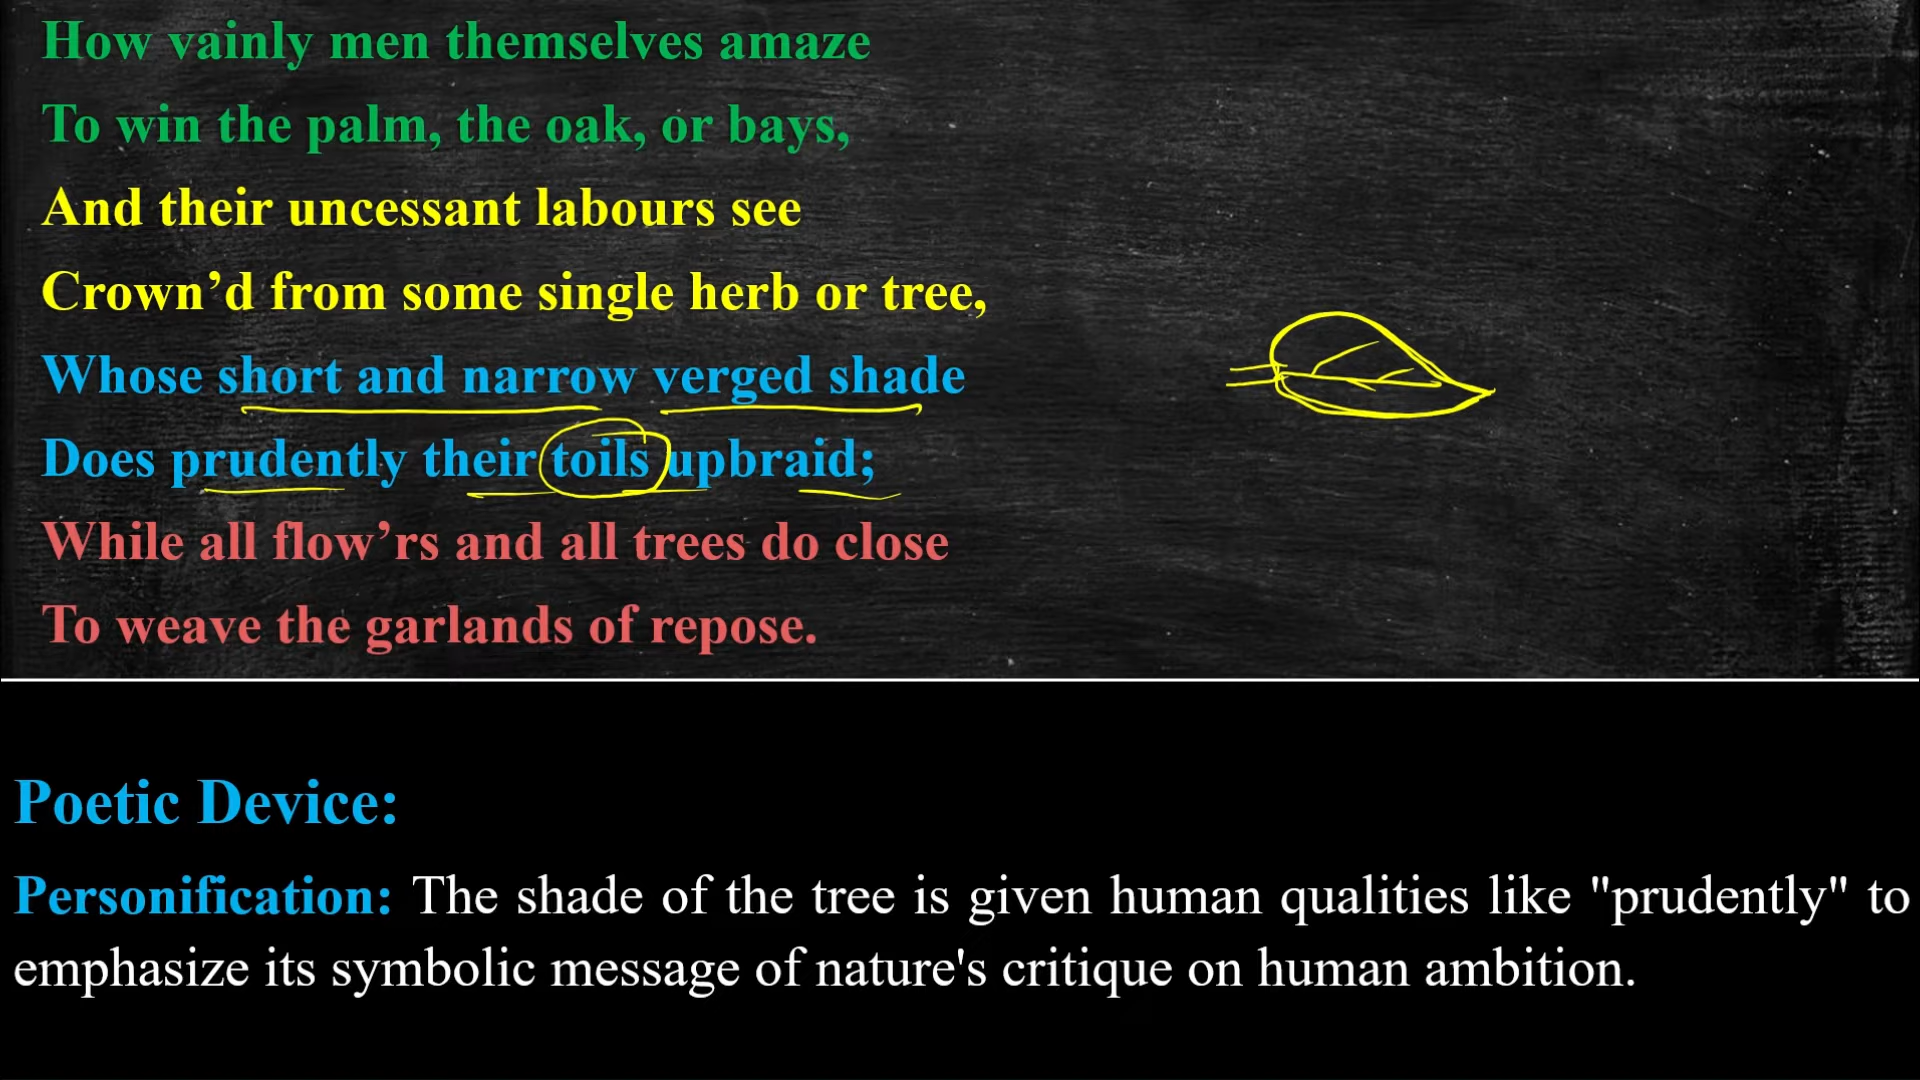 How vainly men themselves amaze
To win the palm, the oak, or bays,
And their uncessant labours see
Crown’d from some single herb or tree,
Whose short and narrow verged shade
Does prudently their toils upbraid;
While all flow’rs and all trees do close
To weave the garlands of repose.
Poetic Device:
Personification: The shade of the tree is given human qualities like "prudently" to
emphasize its symbolic message of nature's critique on human ambition.